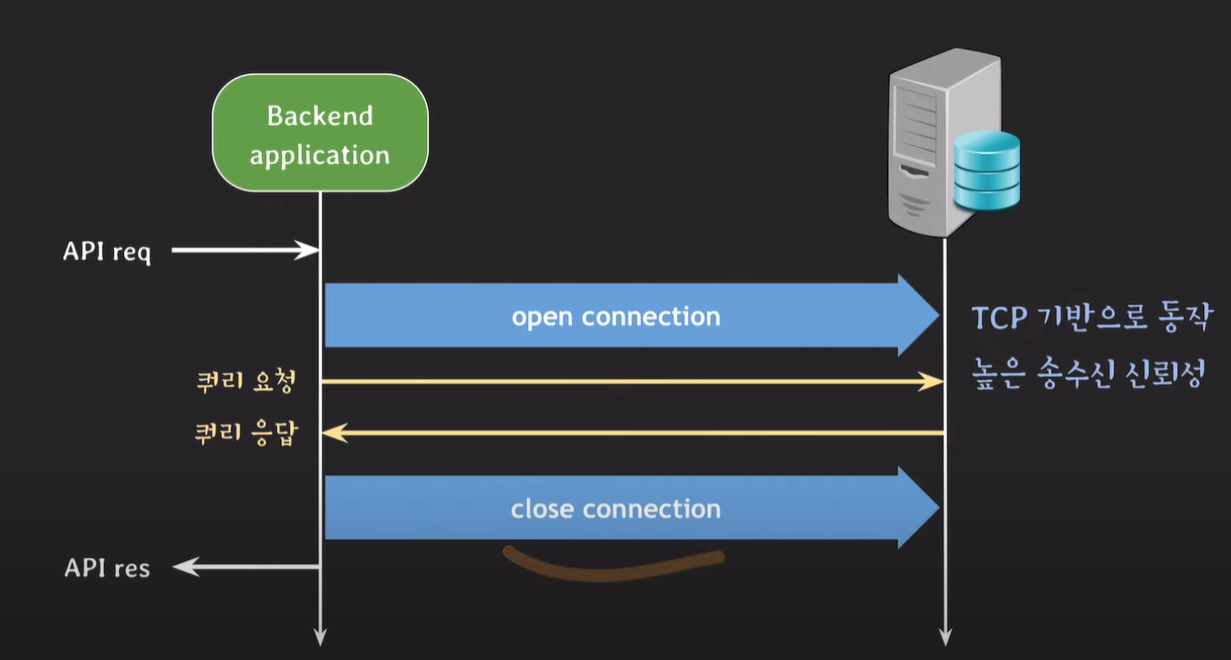 Backend
application
API req
open connection
TCP 기반으로 동작
높은 송수신 신뢰성
쿼리 요청
쿼리 응답
close connection
API res